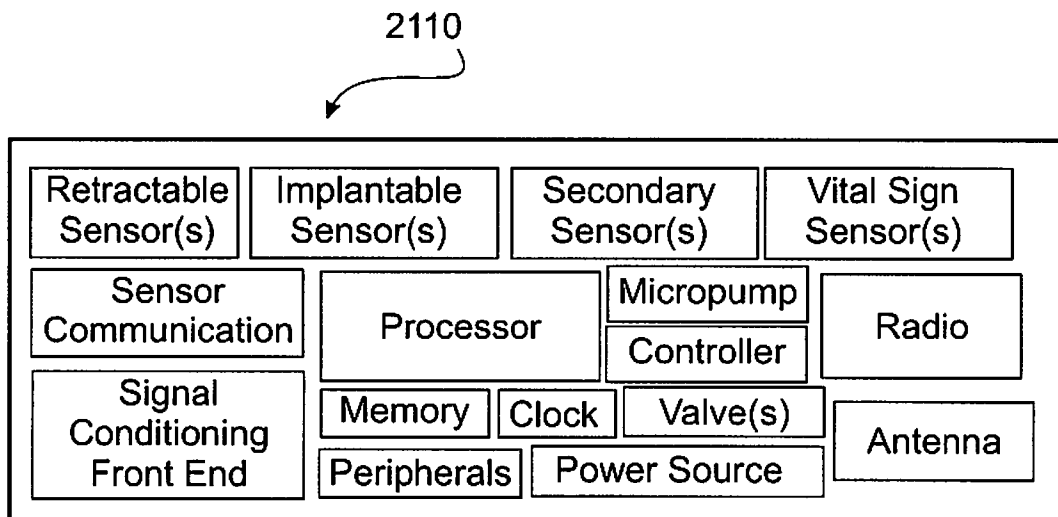 2110
Retractable
Sensor(s)
Implantable
Sensor(s)
Secondary
Sensor(s)
Vital Sign
Sensor(s)
Sensor
Communication
Processor
Micropump
Controller
Radio
Signal
Conditioning
Front End
Memory
Clock
Valve(s)
Antenna
Peripherals
Power Source